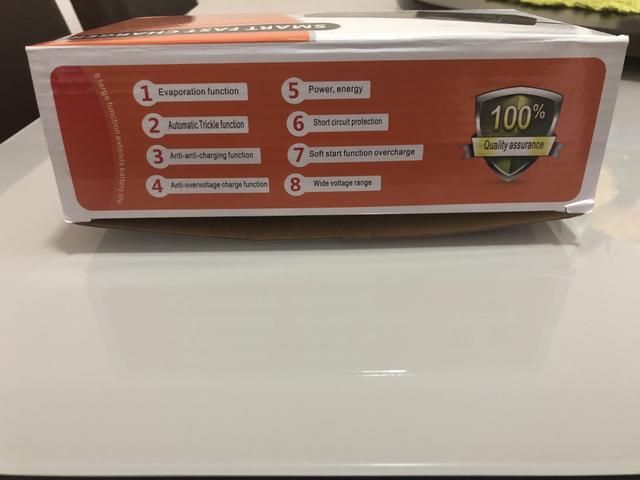 SMART FAST CHARGER
8 large function extends battery life
1 Evaporation function
2 Automatic Trickle function
3 Anti-anti-charging function
4 Anti-overvoltage charge function
5 Power, energy
6 Short circuit protection
7 Soft start function overcharge
8 Wide voltage range
100%
Quality assurance